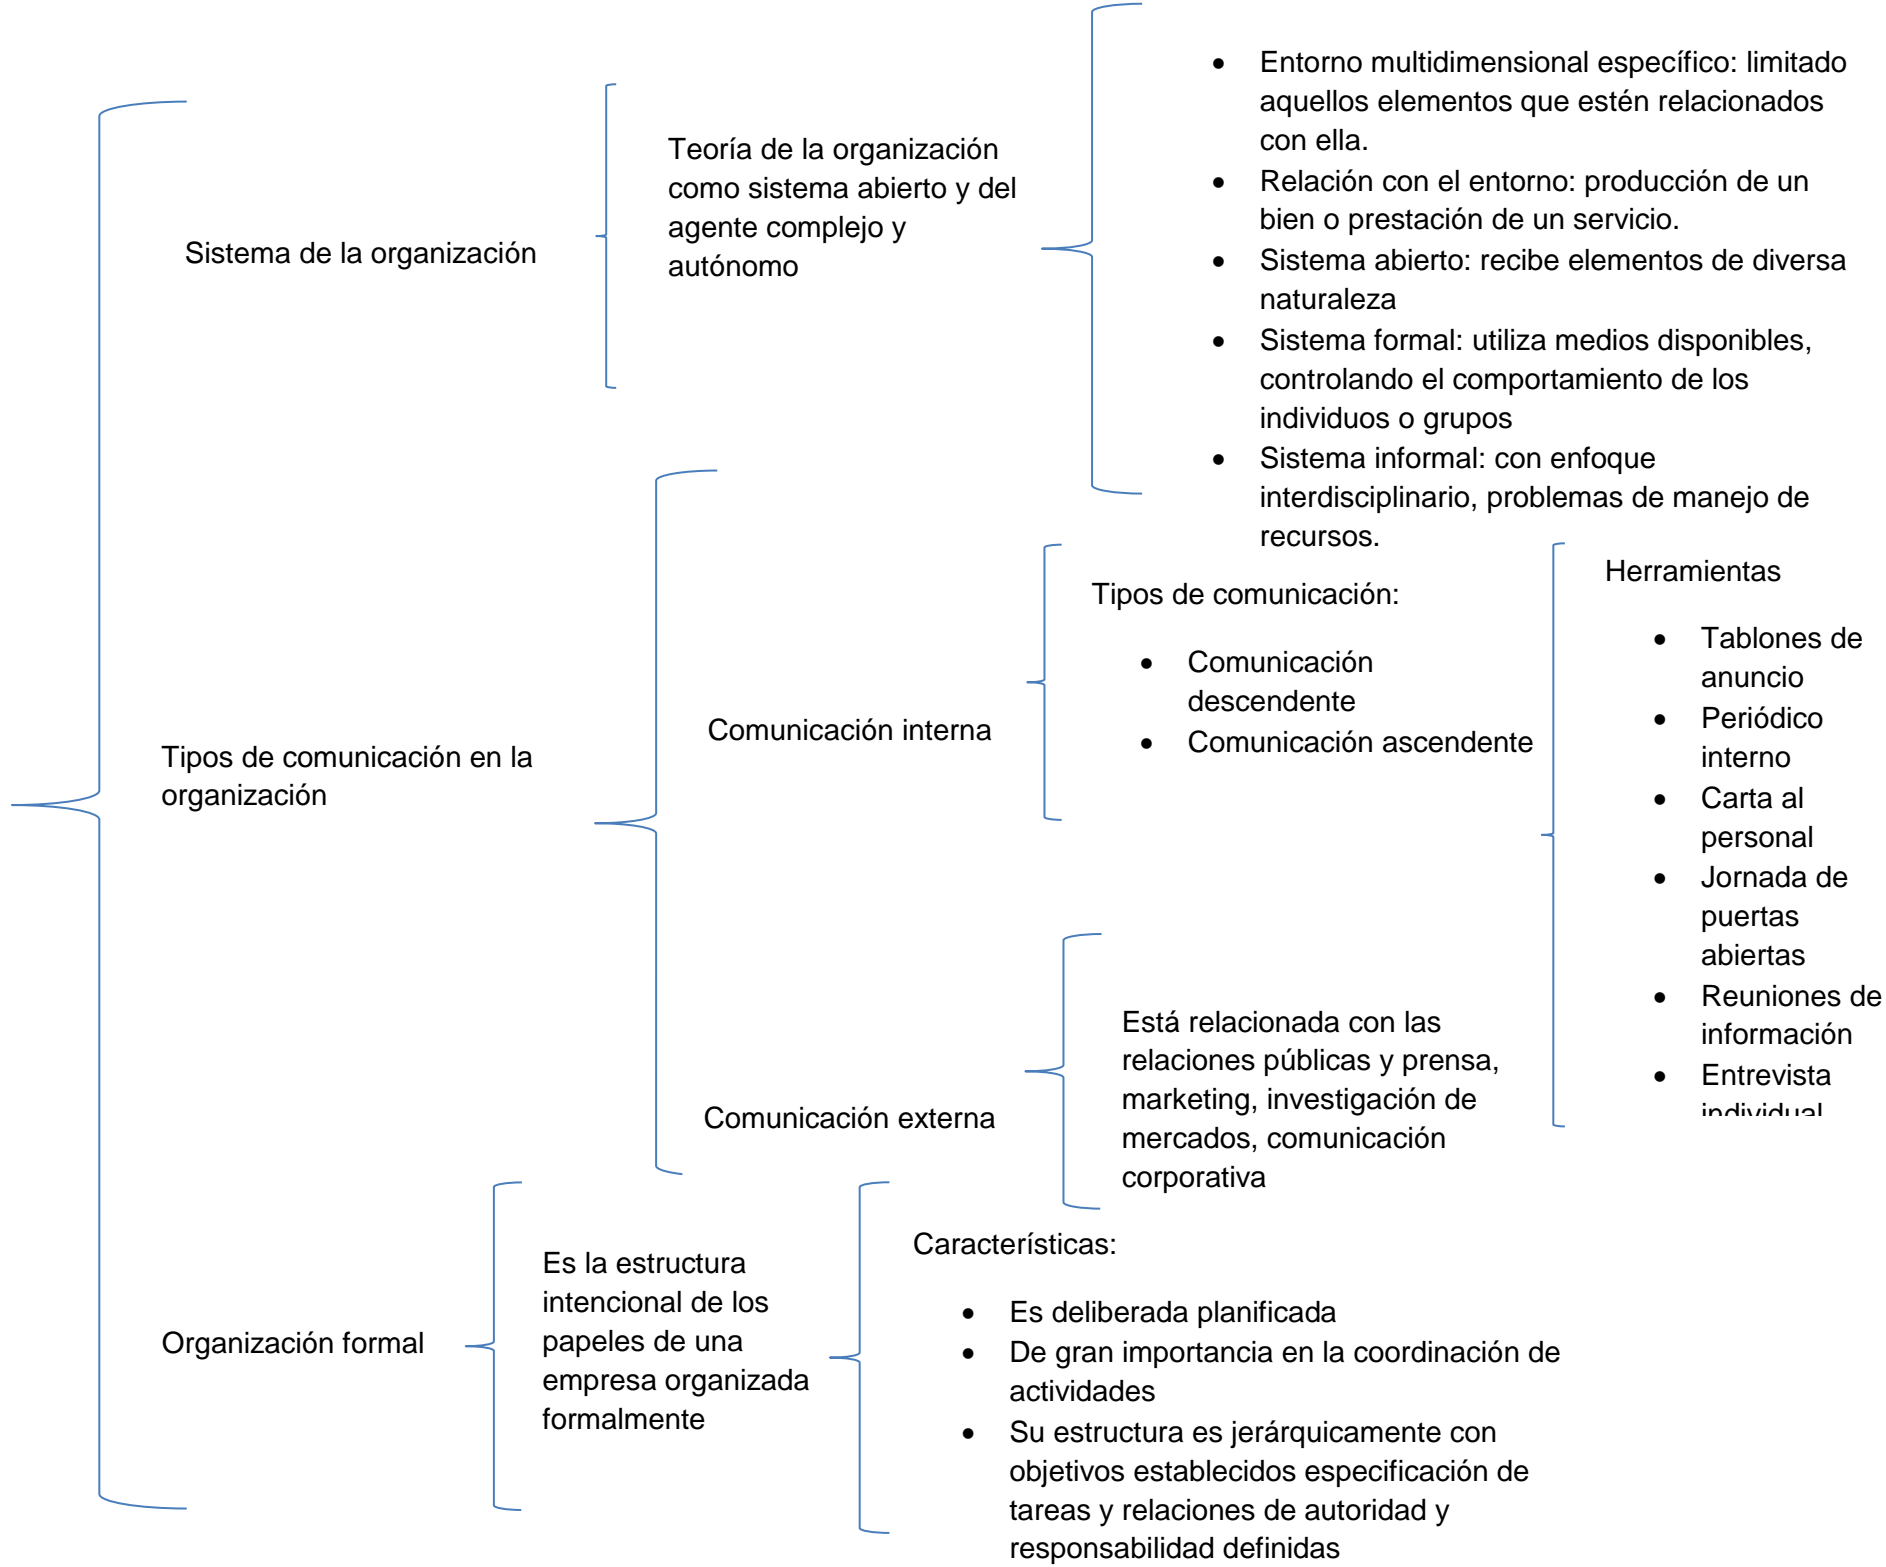 Sistema de la organización
Teoría de la organización
como sistema abierto y del
agente complejo y
autónomo
• Entorno multidimensional específico: limitado
aquellos elementos que estén relacionados
con ella.
• Relación con el entorno: producción de un
bien o prestación de un servicio.
• Sistema abierto: recibe elementos de diversa
naturaleza
• Sistema formal: utiliza medios disponibles,
controlando el comportamiento de los
individuos o grupos
• Sistema informal: con enfoque
interdisciplinario, problemas de manejo de
recursos.
Tipos de comunicación en la
organización
Comunicación interna
Tipos de comunicación:
• Comunicación
descendente
• Comunicación ascendente
Herramientas
• Tablones de
anuncio
• Periódico
interno
• Carta al
personal
• Jornada de
puertas
abiertas
• Reuniones de
información
• Entrevista
individual
Comunicación externa
Está relacionada con las
relaciones públicas y prensa,
marketing, investigación de
mercados, comunicación
corporativa
Organización formal
Es la estructura
intencional de los
papeles de una
empresa organizada
formalmente
Características:
• Es deliberada planificada
• De gran importancia en la coordinación de
actividades
• Su estructura es jerárquicamente con
objetivos establecidos especificación de
tareas y relaciones de autoridad y
responsabilidad definidas